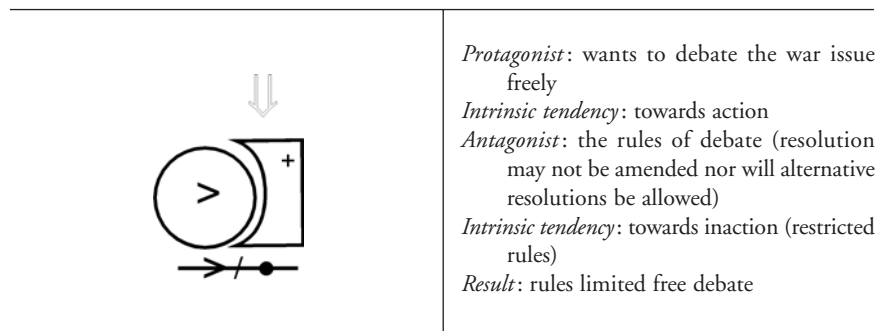 Protagonist: wants to debate the war issue
freely
Intrinsic tendency: towards action
Antagonist: the rules of debate (resolution
may not be amended nor will alternative
resolutions be allowed)
Intrinsic tendency: towards inaction (restricted
rules)
Result: rules limited free debate
>
+